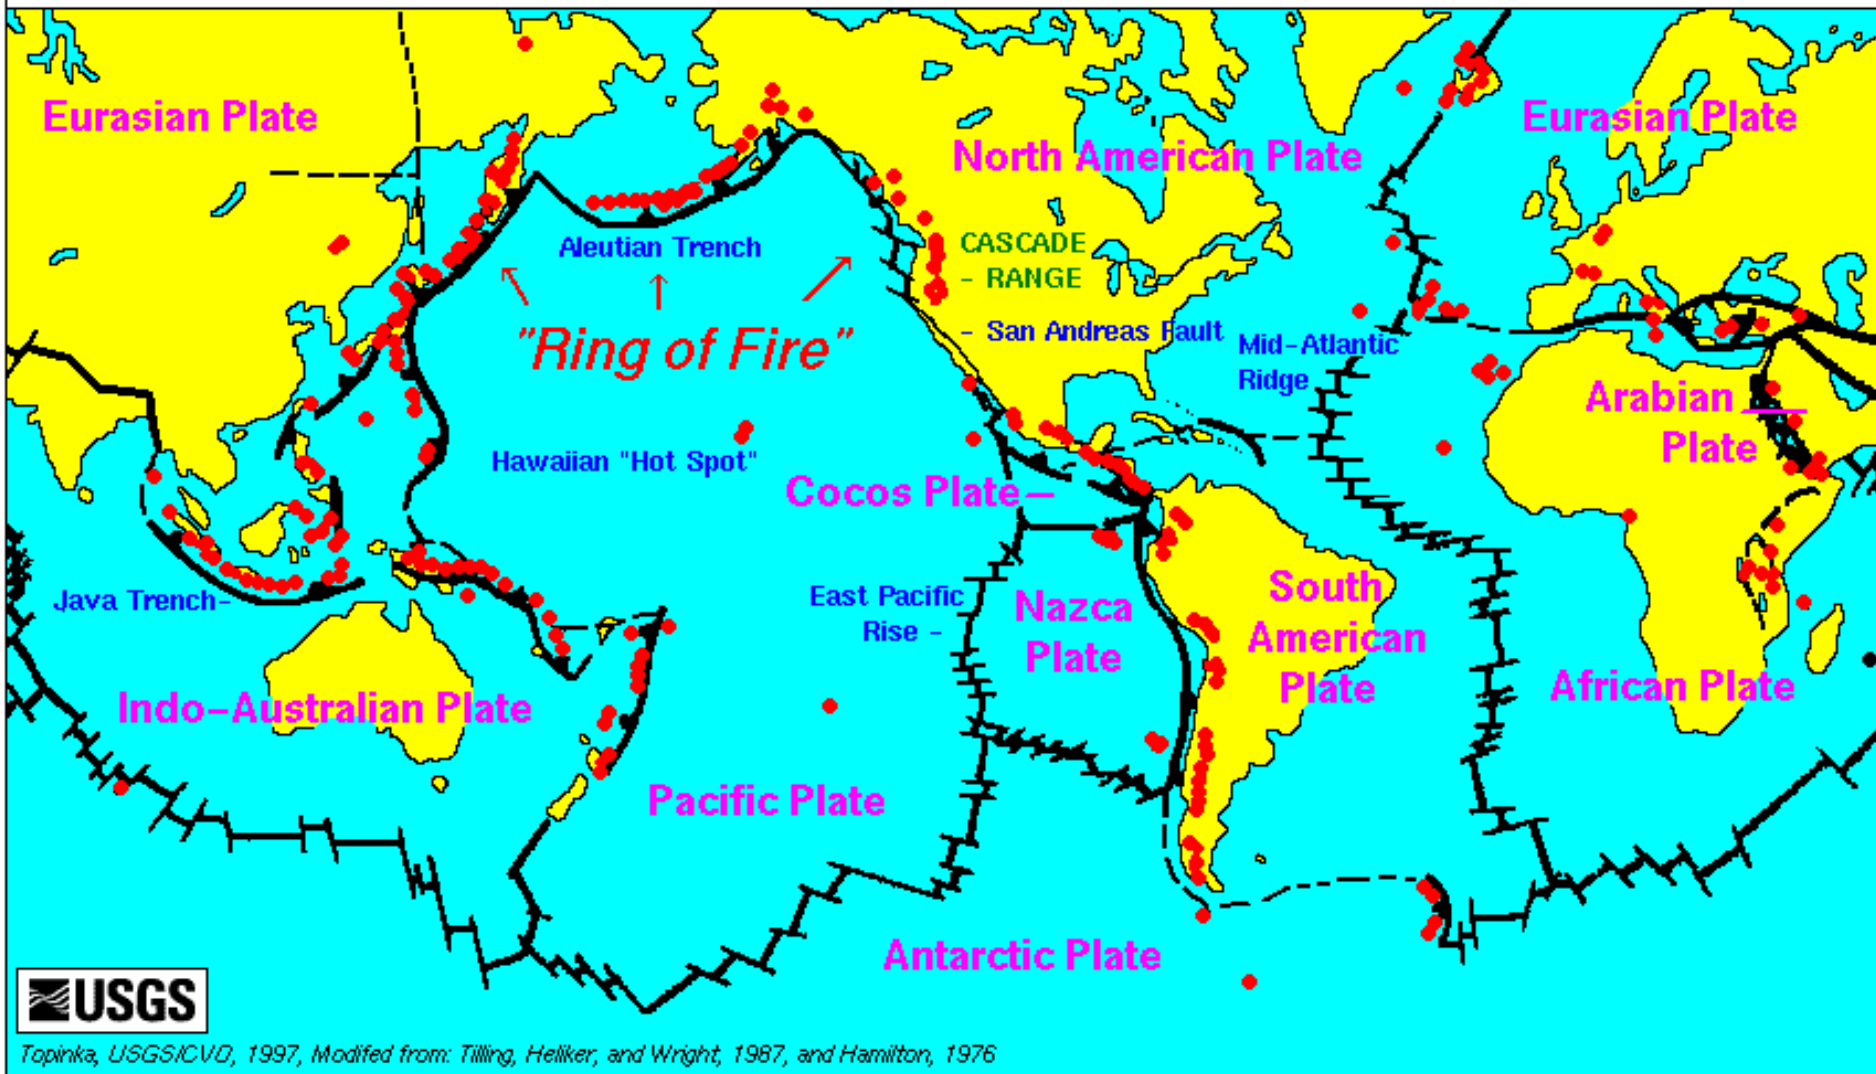 Eurasian Plate
Eurasian Plate
North American Plate
Aleutian Trench
CASCADE
- RANGE
"Ring of Fire"
- San Andreas Fault
Mid-Atlantic
Ridge
Arabian
Plate
Hawaiian "Hot Spot"
Cocos Plate
Java Trench-
East Pacific
Rise -
Nazca
Plate
South
American
Plate
Indo-Australian Plate
African Plate
Pacific Plate
Antarctic Plate
USGS
Topinka, USGS/CVO, 1997, Modifed from: Tilling, Heliker, and Wright, 1987, and Hamilton, 1976